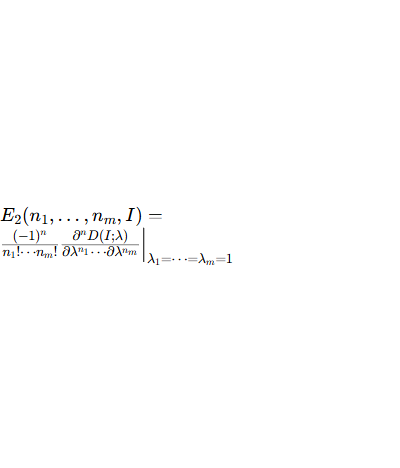 E_2(n_1, \ldots, n_m, I) =
\frac{(-1)^n}{n_1! \cdots n_m!} \frac{\partial^n D(I; \lambda)}{\partial \lambda^{n_1} \cdots \partial \lambda^{n_m}} \Big|_{\lambda_1 = \cdots = \lambda_m = 1}